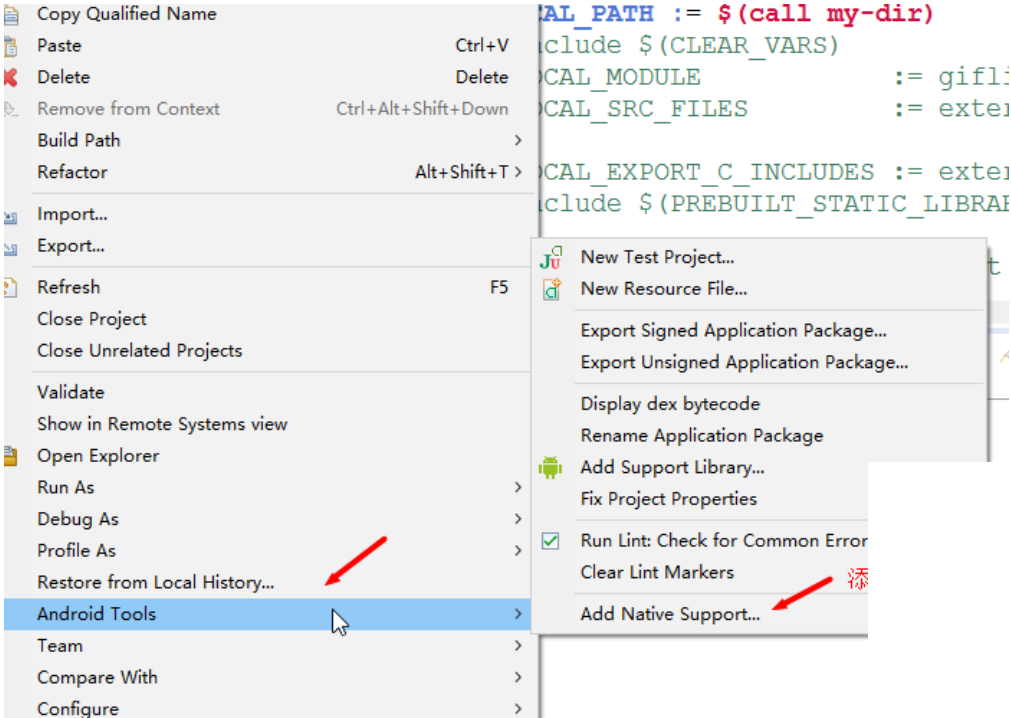 Copy Qualified Name
Paste Ctrl+V
Delete Delete
Remove from Context Ctrl+Alt+Shift+Down
Build Path
Refactor Alt+Shift+T
Import...
Export...
Refresh F5
Close Project
Close Unrelated Projects
Validate
Show in Remote Systems view
Open Explorer
Run As
Debug As
Profile As
Restore from Local History...
Android Tools
Team
Compare With
Configure
AL_PATH := $(call my-dir)
clude $(CLEAR_VARS)
CAL_MODULE := gifli
CAL_SRC_FILES := exter
CAL_EXPORT_C_INCLUDES := exter
clude $(PREBUILT_STATIC_LIBRAR
t
New Test Project...
New Resource File...
Export Signed Application Package...
Export Unsigned Application Package...
Display dex bytecode
Rename Application Package
Add Support Library...
Fix Project Properties
Run Lint: Check for Common Error
Clear Lint Markers
添
Add Native Support...